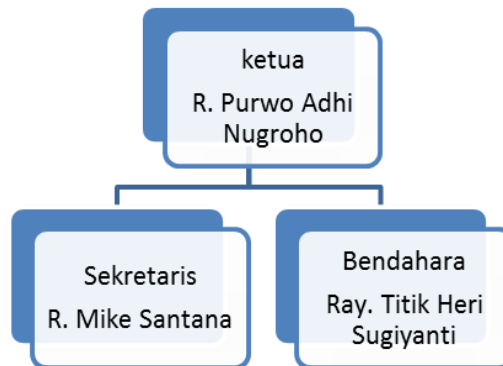 ketua
R. Purwo Adhi
Nugroho
Sekretaris
R. Mike Santana
Bendahara
Ray. Titik Heri
Sugiyanti